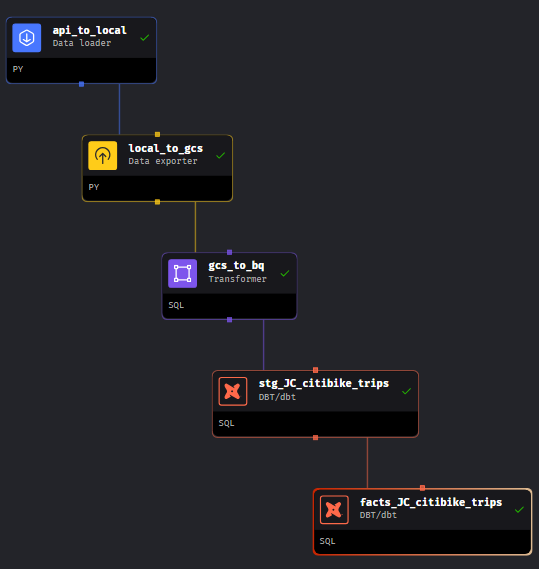 api_to_local
Data loader
PY
local_to_gcs
Data exporter
PY
gcs_to_bq
Transformer
SQL
stg_JC_citibike_trips
DBT/dbt
SQL
facts_JC_citibike_trips
DBT/dbt
SQL